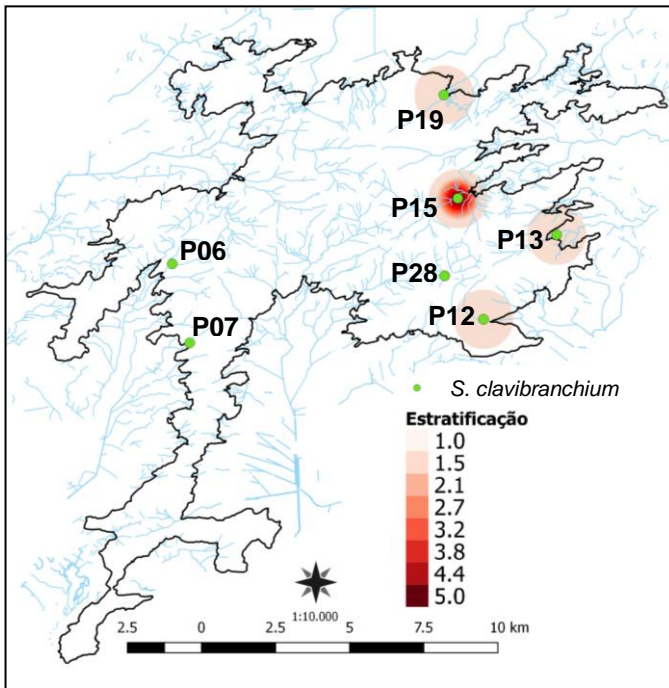 P19
P15
P13
P06
P28
P12
P07
S. clavibranchium
Estratificação
1.0
1.5
2.1
2.7
3.2
3.8
4.4
5.0
1:10.000
2.5 0 2.5 5 7.5 10 km